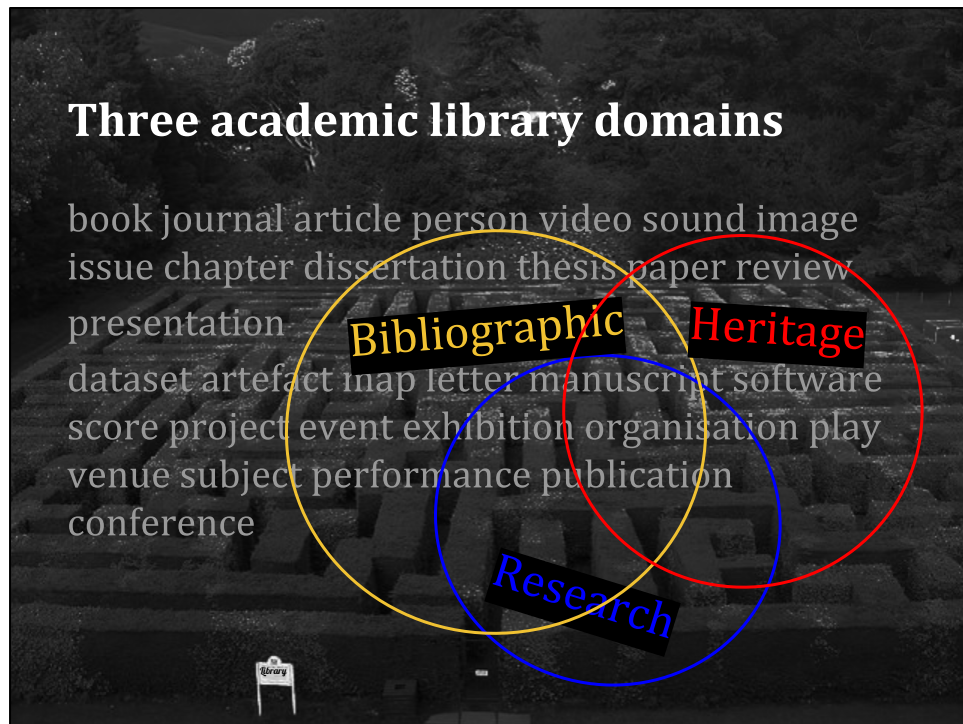 Three academic library domains
book journal article person video sound image
issue chapter dissertation thesis paper review
presentation
Bibliographic
Heritage
dataset artefact map letter manuscript software
score project event exhibition organisation play
venue subject performance publication
conference
Research
Library